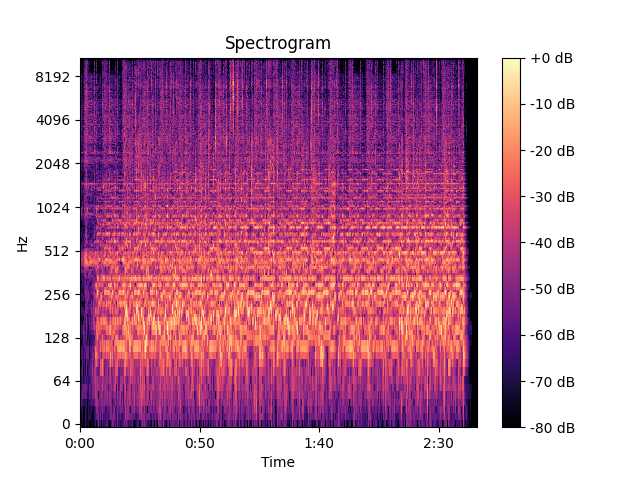 Spectrogram
8192
4096
2048
1024
512
256
128
64
0
Hz
0:00
0:50
1:40
2:30
Time
+0 dB
-10 dB
-20 dB
-30 dB
-40 dB
-50 dB
-60 dB
-70 dB
-80 dB